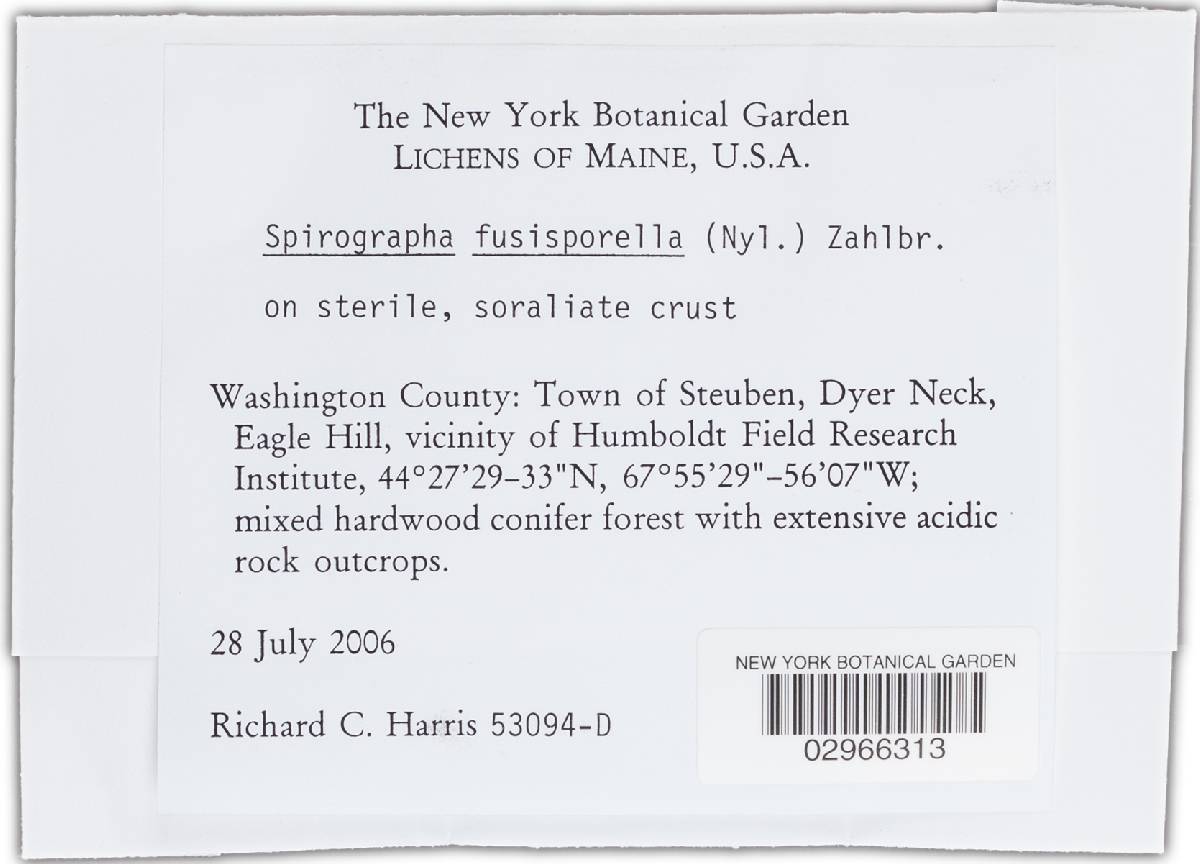 The New York Botanical Garden
LICHENS OF MAINE, U.S.A.
Spirographa fusisporella (Nyl.) Zahlbr.
on sterile, soraliate crust
Washington County: Town of Steuben, Dyer Neck,
Eagle Hill, vicinity of Humboldt Field Research
Institute, 44°27'29-33"N, 67°55'29"-56'07"W;
mixed hardwood conifer forest with extensive acidic
rock outcrops.
28 July 2006
Richard C. Harris 53094-D
NEW YORK BOTANICAL GARDEN
02966313